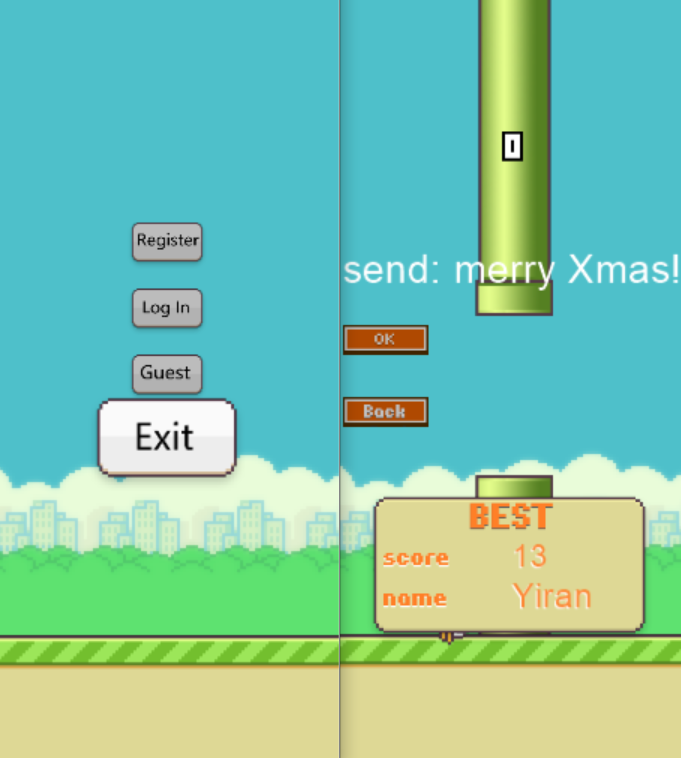 Register
Log In
Guest
Exit
0
send: merry Xmas!
OK
Back
BEST
score 13
name Yiran